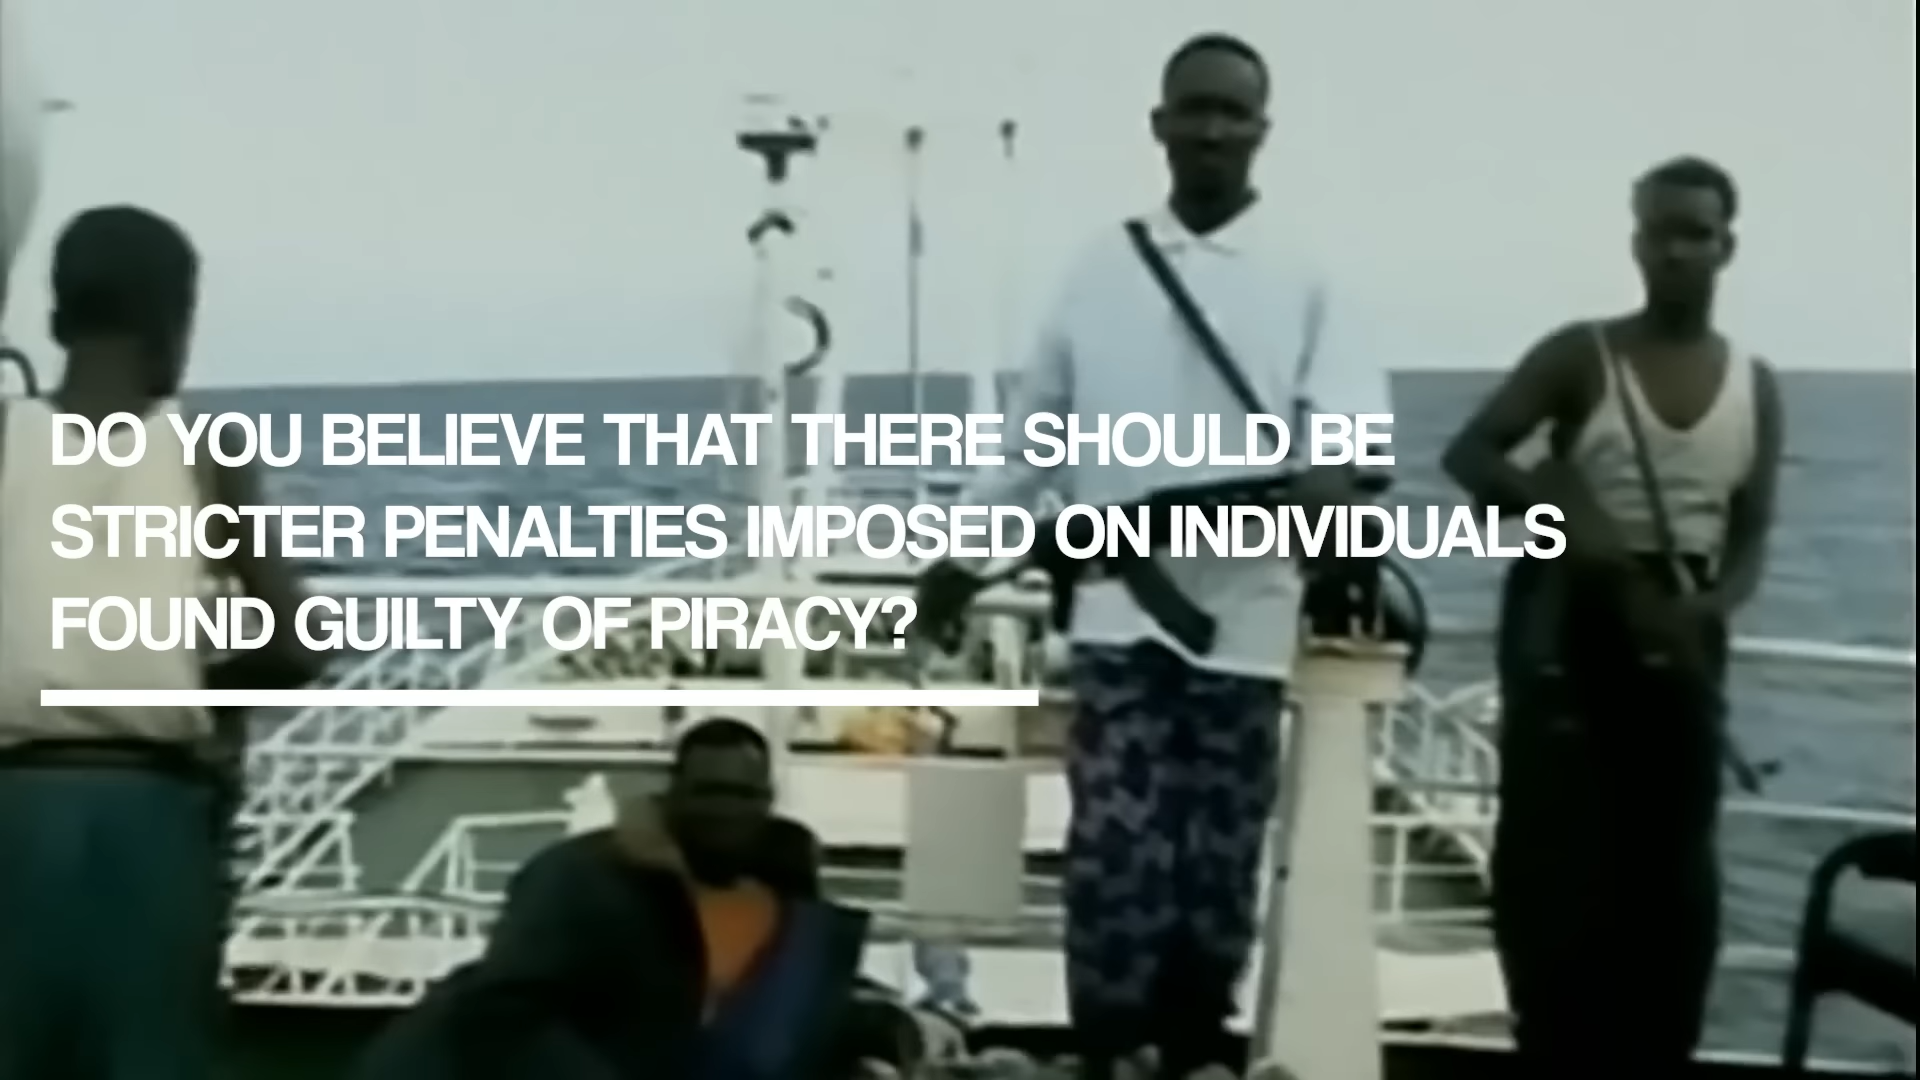 DO YOU BELIEVE THAT THERE SHOULD BE
STRICTER PENALTIES IMPOSED ON INDIVIDUALS
FOUND GUILTY OF PIRACY?